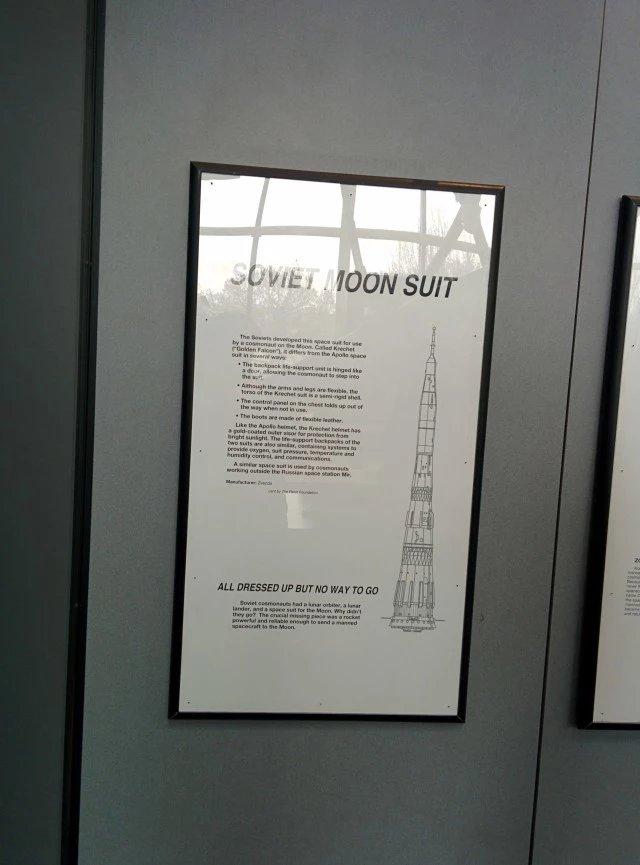 SOVIET MOON SUIT
The Soviets developed this space suit for use
by a cosmonaut on the Moon. Called Krechet
("Golden Falcon"), it differs from the Apollo space
suit in several ways:
• The backpack life-support unit is hinged like
a door, allowing the cosmonaut to step into
the suit.
• Although the arms and legs are flexible, the
torso of the Krechet suit is a semi-rigid shell.
• The control panel on the chest folds up out of
the way when not in use.
• The boots are made of flexible leather.
Like the Apollo helmet, the Krechet helmet has
a gold-coated outer visor for protection from
bright sunlight. The life-support backpacks of the
two suits are also similar, containing systems to
provide oxygen, suit pressure, temperature and
humidity control, and communications.
A similar space suit is used by cosmonauts
working outside the Russian space station Mir.
Manufacturer: Zvezda
Lent by The Perot Foundation
ALL DRESSED UP BUT NO WAY TO GO
Soviet cosmonauts had a lunar orbiter, a lunar
lander, and a space suit for the Moon. Why didn't
they go? The crucial missing piece was a rocket
powerful and reliable enough to send a manned
spacecraft to the Moon.